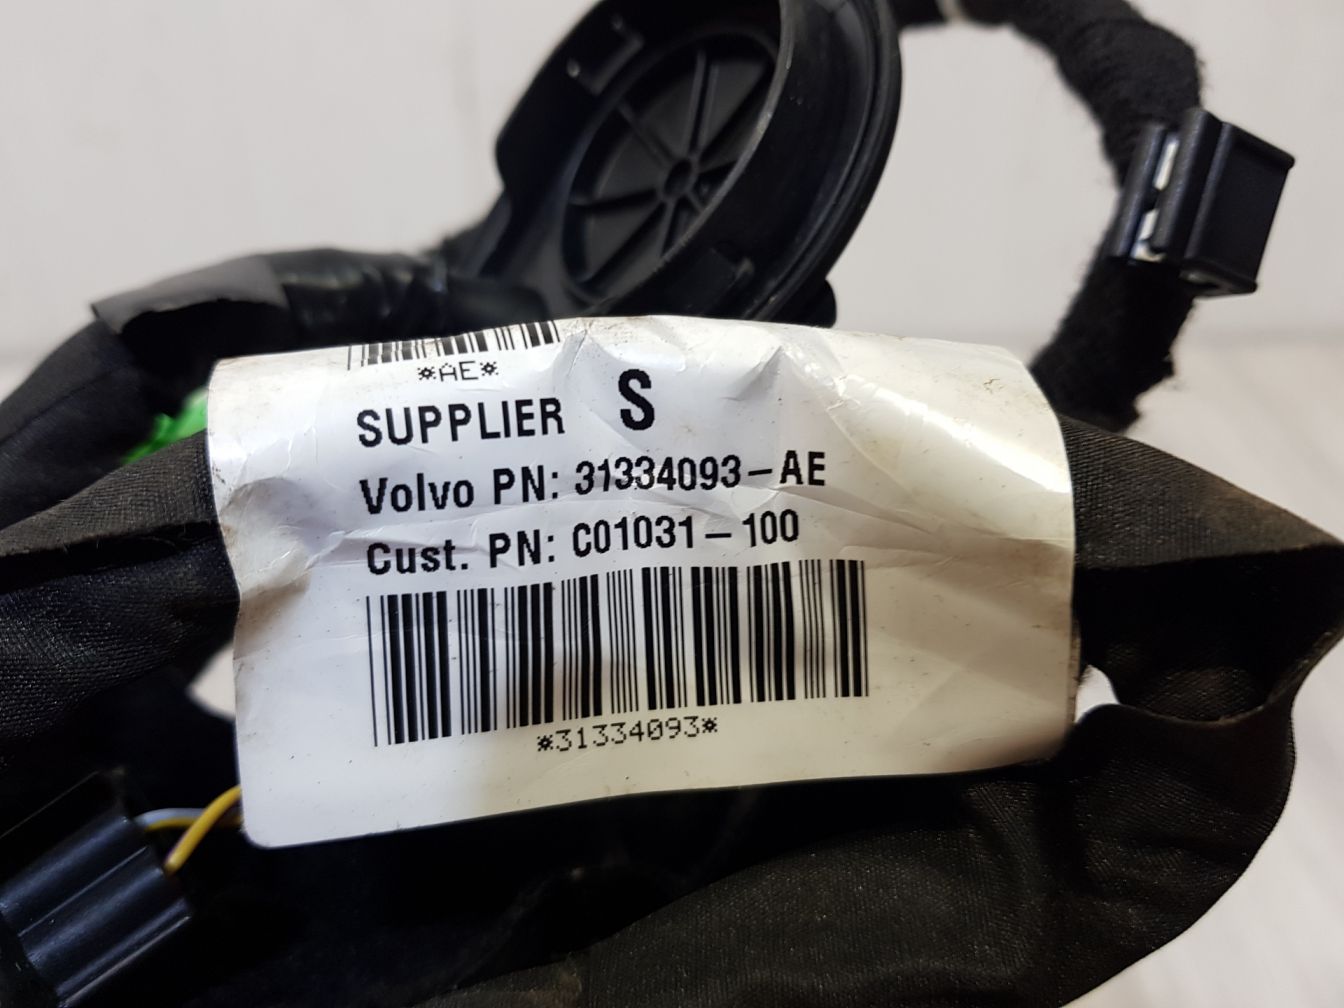 *AE*
SUPPLIER S
Volvo PN: 31334093-AE
Cust. PN: C01031-100
*31334093*